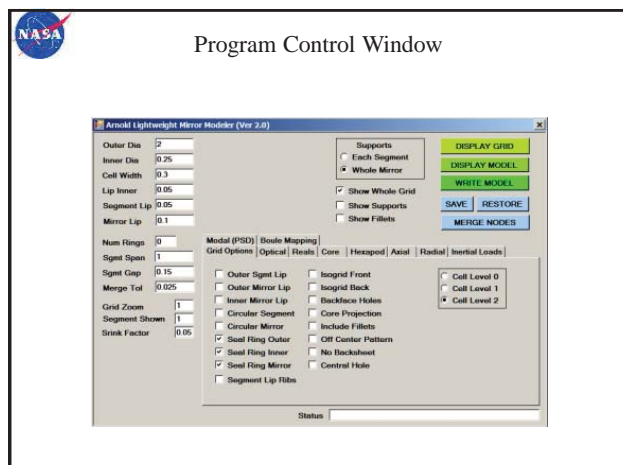 NASA
Program Control Window
Arnold Lightweight Mirror Modeler (Ver 2.0)
Outer Dia 2
Inner Dia 0.25
Cell Width 0.3
Lip Inner 0.05
Segment Lip 0.05
Mirror Lip 0.1
Num Rings 0
Sgmt Span 1
Sgmt Gap 0.15
Merge Tol 0.025
Grid Zoom 1
Segment Shown 1
Srink Factor 0.05
Supports
Each Segment
Whole Mirror
Show Whole Grid
Show Supports
Show Fillets
DISPLAY GRID
DISPLAY MODEL
WRITE MODEL
SAVE RESTORE
MERGE NODES
Modal (PSD) Boule Mapping
Grid Options Optical Reals Core Hexaped Axial Radial Inertial Loads
Outer Sgmt Lip
Outer Mirror Lip
Inner Mirror Lip
Circular Segment
Circular Mirror
Seal Ring Outer
Seal Ring Inner
Seal Ring Mirror
Segment Lip Ribs
Isogrid Front
Isogrid Back
Backface Holes
Core Projection
Include Fillets
Off Center Pattern
No Backsheet
Central Hole
Cell Level 0
Cell Level 1
Cell Level 2
Status